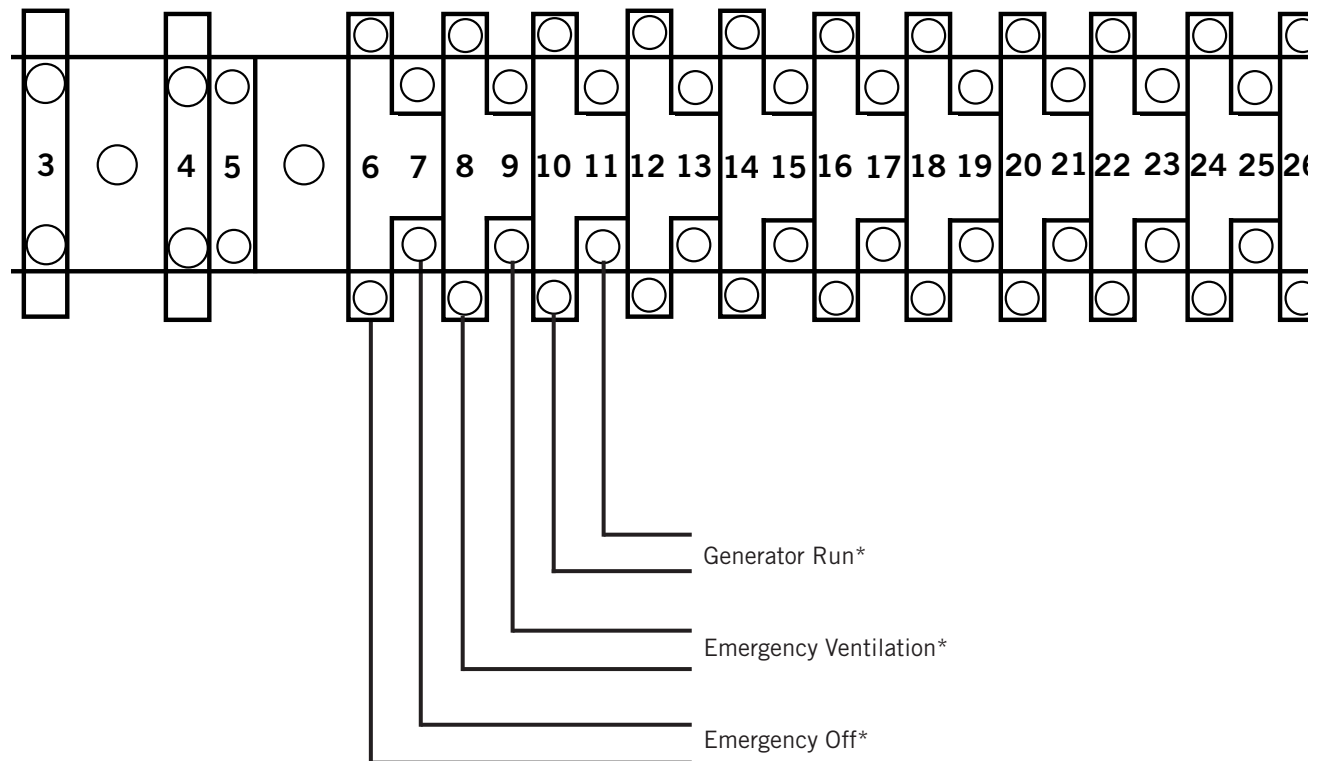 3 4 5 6 7 8 9 10 11 12 13 14 15 16 17 18 19 20 21 22 23 24 25 26
Generator Run*
Emergency Ventilation*
Emergency Off*